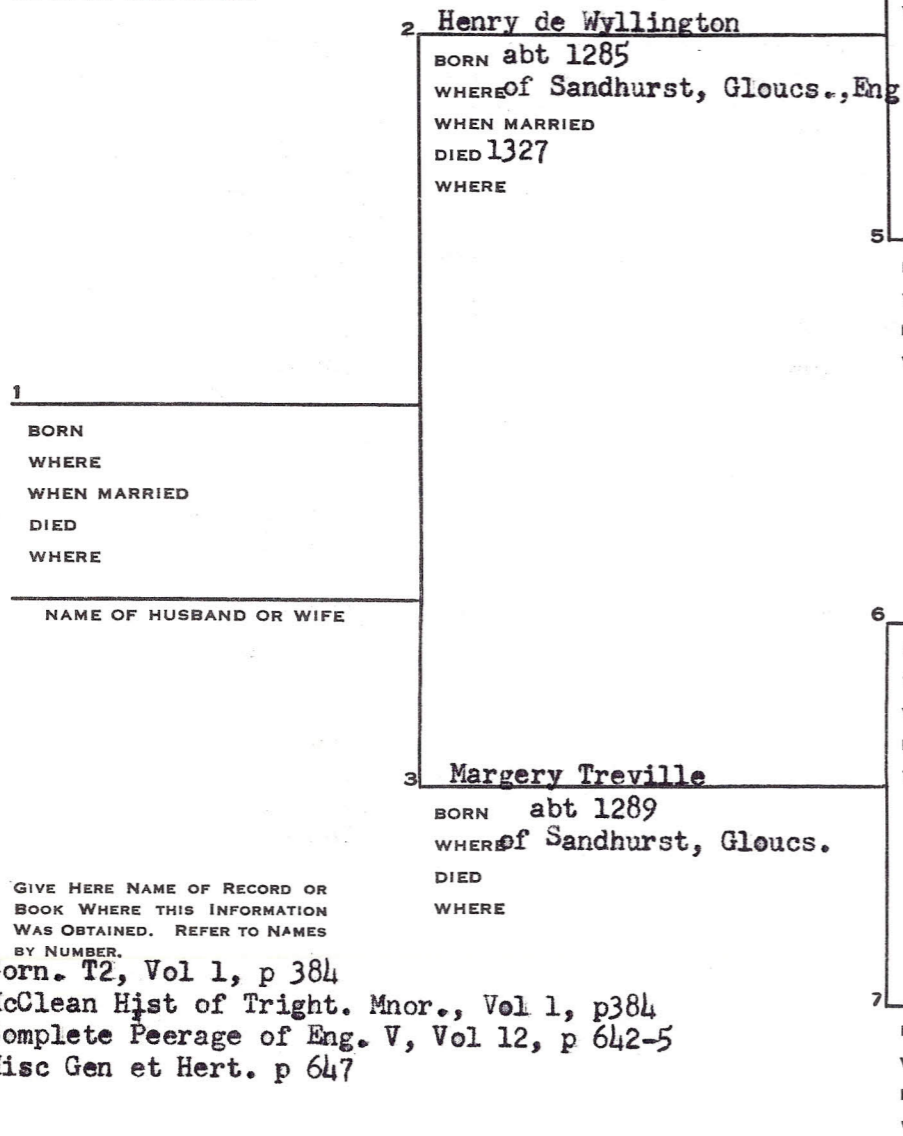 2 Henry de Wyllington
BORN abt 1285
WHERE of Sandhurst, Gloucs., Eng
WHEN MARRIED
DIED 1327
WHERE
5
1
BORN
WHERE
WHEN MARRIED
DIED
WHERE
NAME OF HUSBAND OR WIFE
6
3 Margery Treville
BORN abt 1289
WHERE of Sandhurst, Gloucs.
DIED
WHERE
GIVE HERE NAME OF RECORD OR
BOOK WHERE THIS INFORMATION
WAS OBTAINED. REFER TO NAMES
BY NUMBER.
orn. T2, Vol 1, p 384
cClean Hist of Tright. Mnor., Vol 1, p384
omplete Peerage of Eng. V, Vol 12, p 642-5
isc Gen et Hert. p 647
7